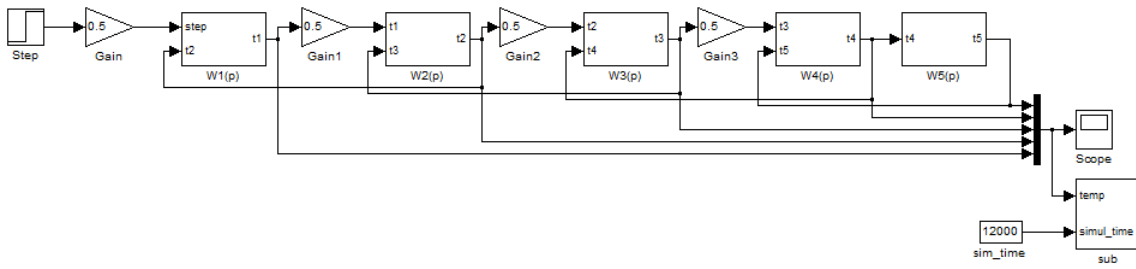 Step
0.5
Gain
step
t2
t1
W1(p)
0.5
Gain1
t1
t3
t2
W2(p)
0.5
Gain2
t2
t4
t3
W3(p)
0.5
Gain3
t3
t5
t4
W4(p)
t4
t5
W5(p)
Scope
temp
simul_time
sub
12000
sim_time